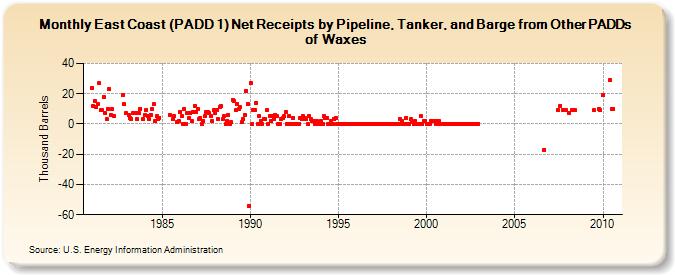 Monthly East Coast (PADD 1) Net Receipts by Pipeline, Tanker, and Barge from Other PADDs
of Waxes
Thousand Barrels
40
20
0
-20
-40
-60
1985 1990 1995 2000 2005 2010
Source: U.S. Energy Information Administration